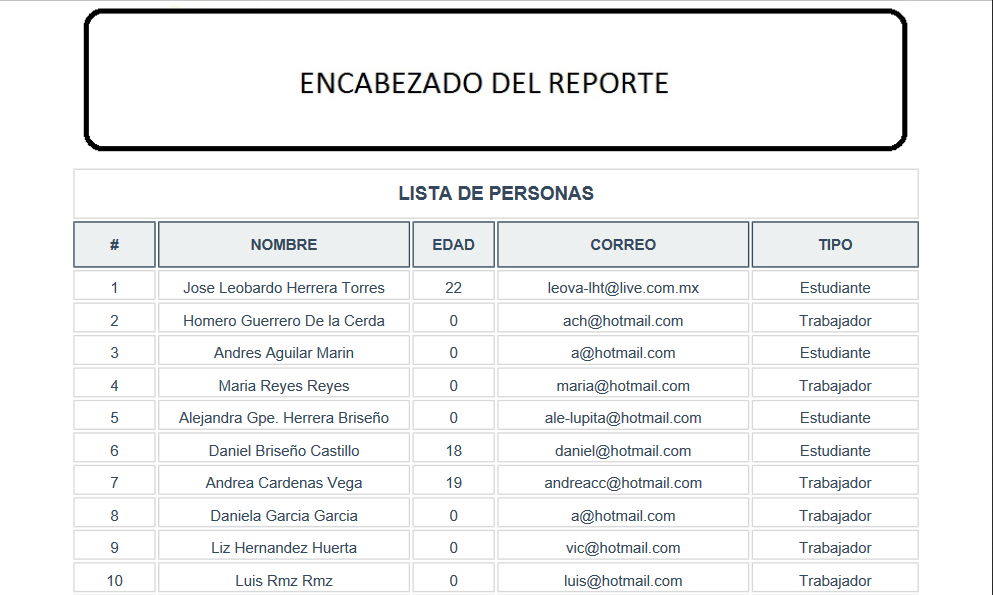 ENCABEZADO DEL REPORTE
LISTA DE PERSONAS
# NOMBRE EDAD CORREO TIPO
1 Jose Leobardo Herrera Torres 22 leova-lht@live.com.mx Estudiante
2 Homero Guerrero De la Cerda 0 ach@hotmail.com Trabajador
3 Andres Aguilar Marin 0 a@hotmail.com Estudiante
4 Maria Reyes Reyes 0 maria@hotmail.com Trabajador
5 Alejandra Gpe. Herrera Briseño 0 ale-lupita@hotmail.com Estudiante
6 Daniel Briseño Castillo 18 daniel@hotmail.com Estudiante
7 Andrea Cardenas Vega 19 andreacc@hotmail.com Trabajador
8 Daniela Garcia Garcia 0 a@hotmail.com Trabajador
9 Liz Hernandez Huerta 0 vic@hotmail.com Trabajador
10 Luis Rmz Rmz 0 luis@hotmail.com Trabajador